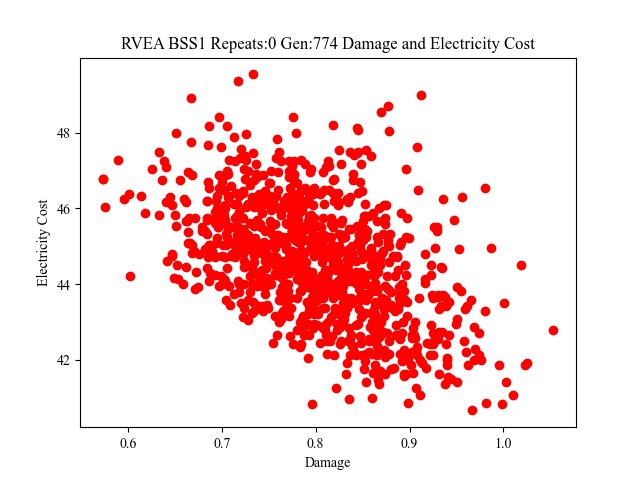 RVEA BSS1 Repeats:0 Gen:774 Damage and Electricity Cost
48
46
44
42
Electricity Cost
0.6 0.7 0.8 0.9 1.0
Damage